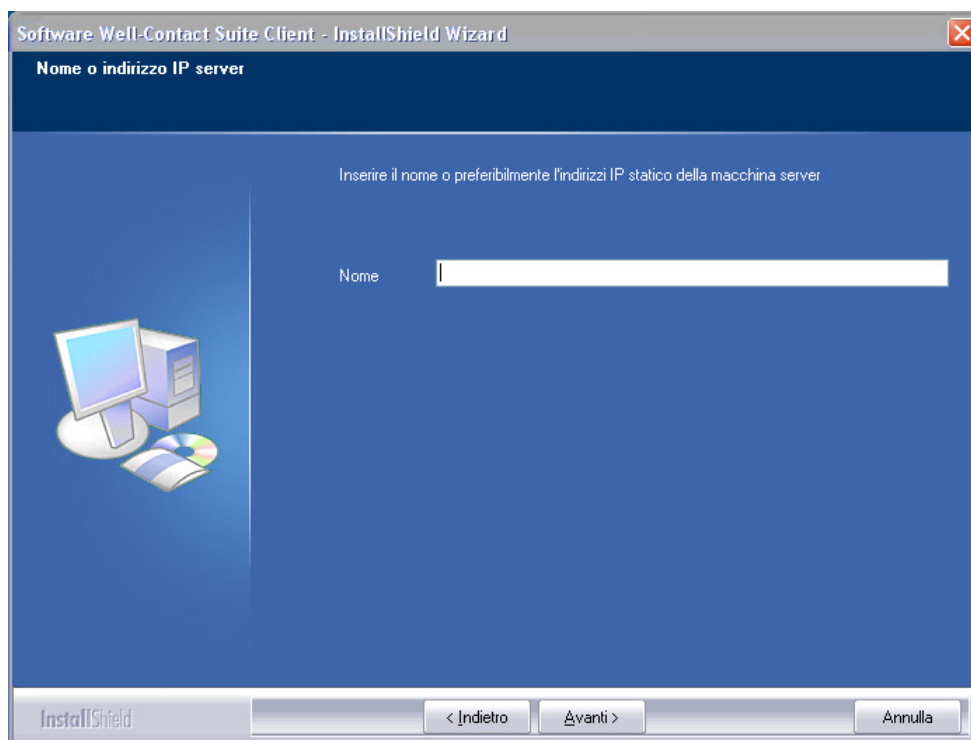 Software Well-Contact Suite Client - InstallShield Wizard
Nome o indirizzo IP server
Inserire il nome o preferibilmente l'indirizzi IP statico della macchina server
Nome
InstallShield
< Indietro
Avanti >
Annulla